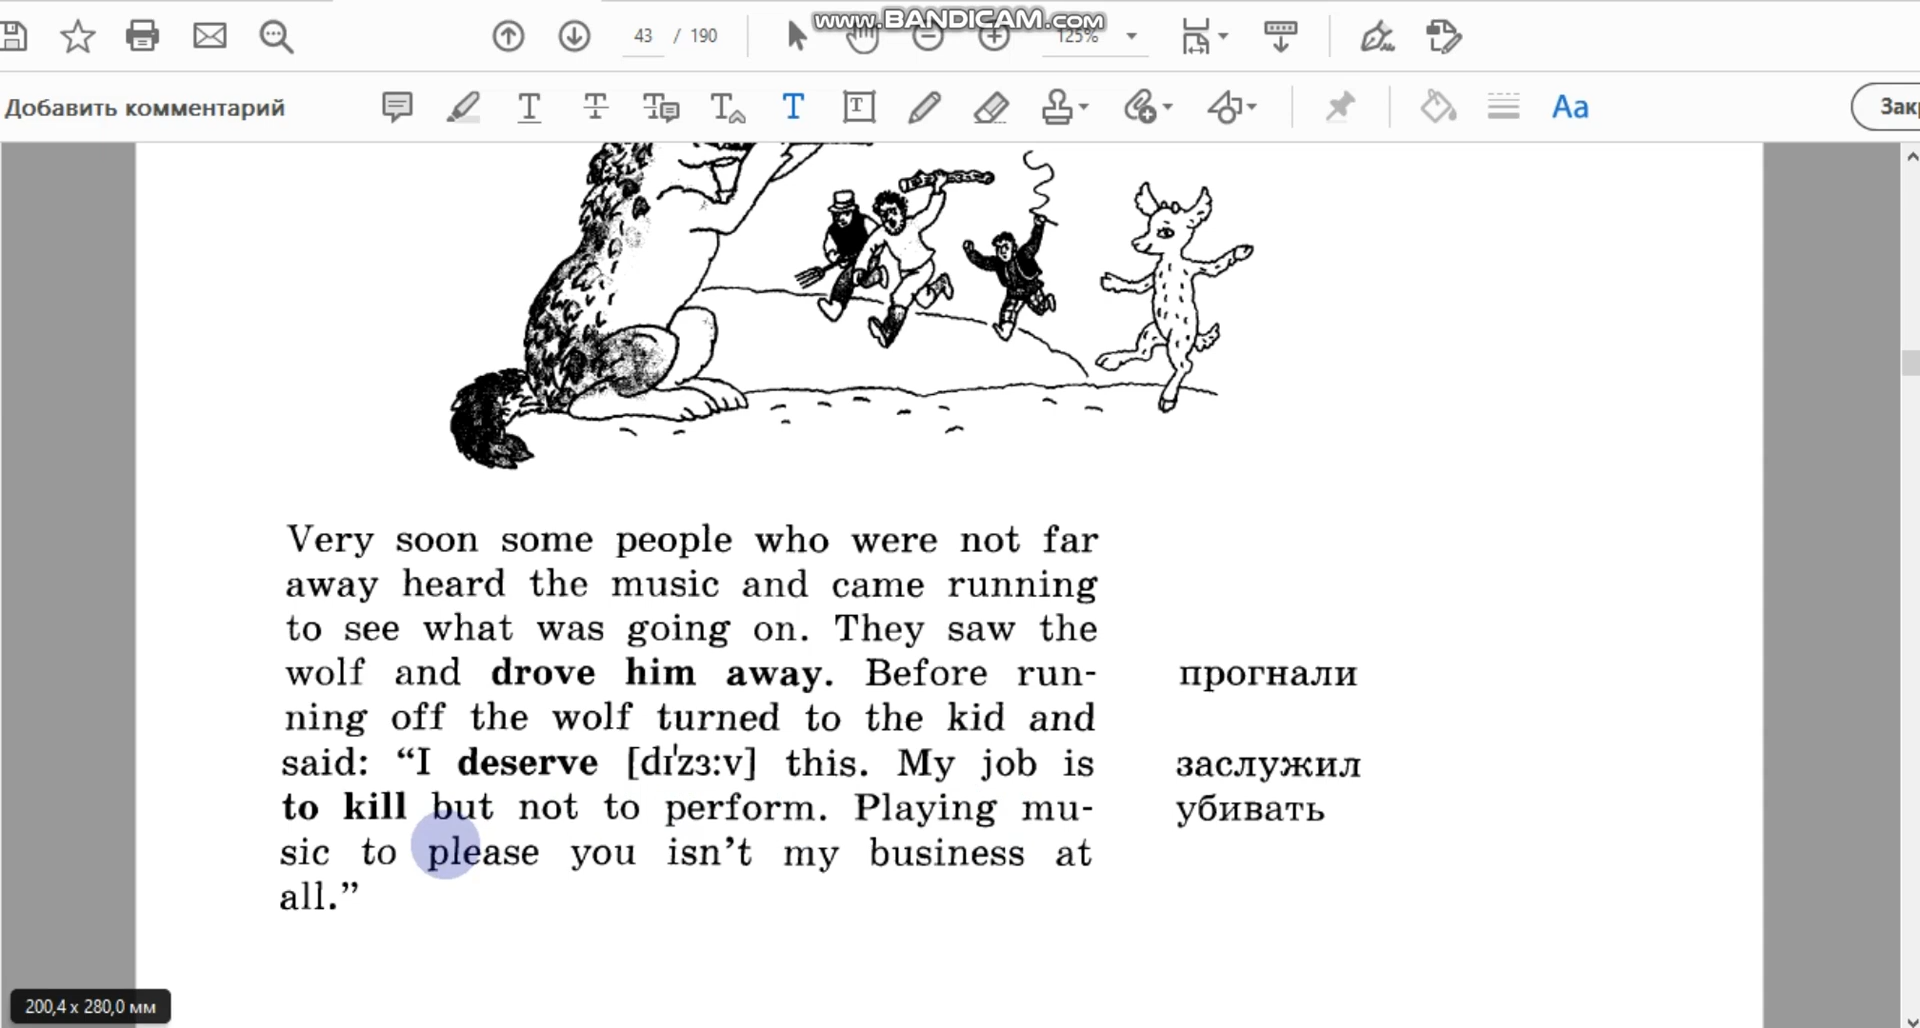 www.BANDICAM.com
43 / 190
125%
Добавить комментарий
Aa
Very soon some people who were not far
away heard the music and came running
to see what was going on. They saw the
wolf and drove him away. Before run-
прогнали
ning off the wolf turned to the kid and
said: “I deserve [dɪ'zɜ:v] this. My job is
заслужил
to kill but not to perform. Playing mu-
убивать
sic to please you isn’t my business at
all.”
200,4 x 280,0 мм